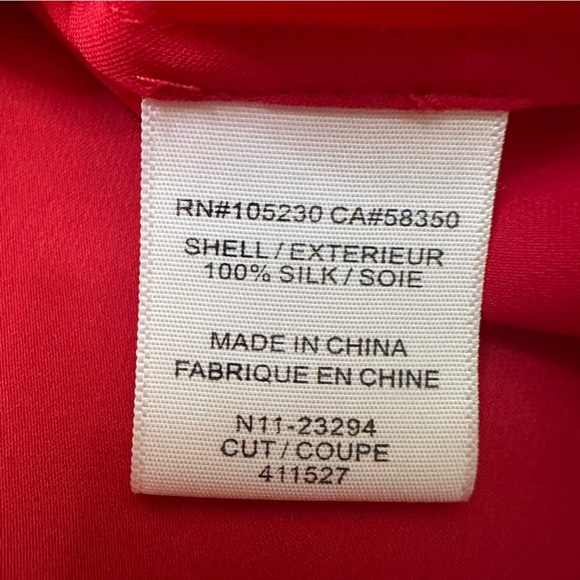 RN#105230 CA#58350
SHELL/EXTERIEUR
100% SILK/SOIE
MADE IN CHINA
FABRIQUE EN CHINE
N11-23294
CUT/COUPE
411527